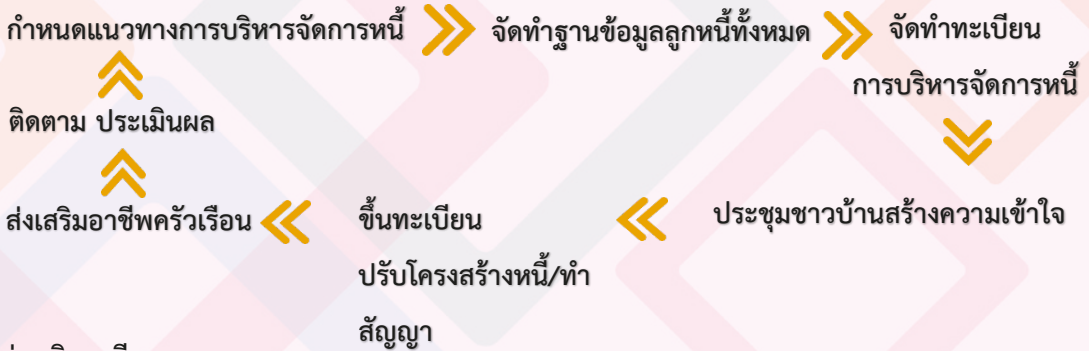 กำหนดแนวทางการบริหารจัดการหนี้
จัดทำฐานข้อมูลลูกหนี้ทั้งหมด
จัดทำทะเบียน
การบริหารจัดการหนี้
ประชุมชาวบ้านสร้างความเข้าใจ
ขึ้นทะเบียน
ปรับโครงสร้างหนี้/ทำ
สัญญา
ส่งเสริมอาชีพครัวเรือน
ติดตาม ประเมินผล